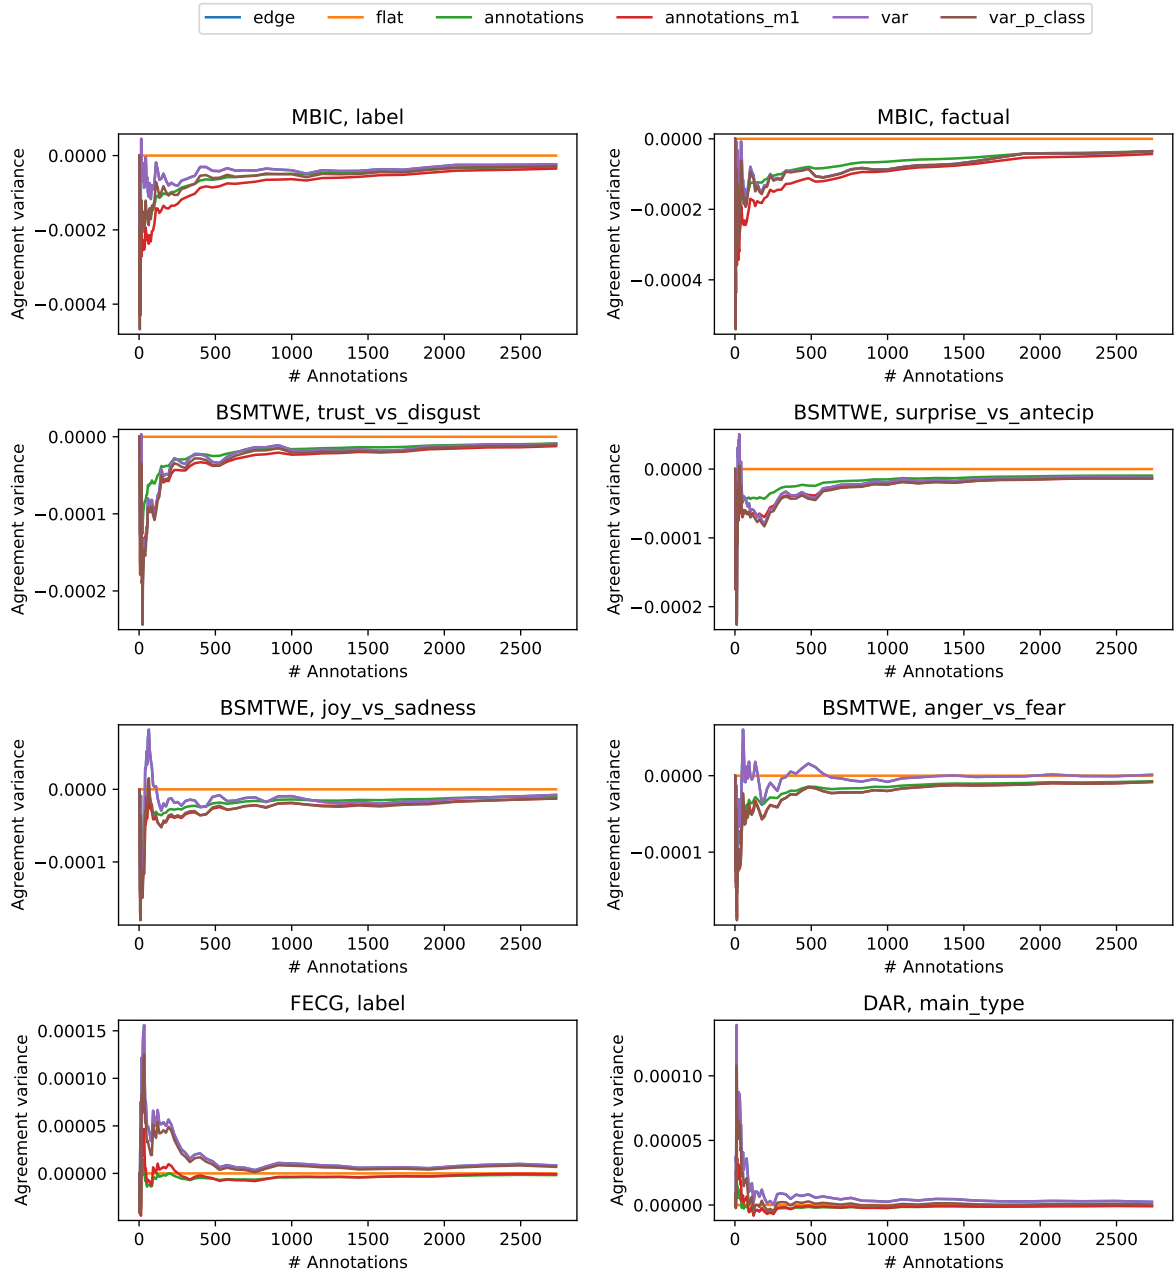 edge flat annotations annotations_m1 var var_p_class
MBIC, label
Agreement variance
0.0000
−0.0002
−0.0004
0 500 1000 1500 2000 2500
# Annotations
MBIC, factual
Agreement variance
0.0000
−0.0002
−0.0004
0 500 1000 1500 2000 2500
# Annotations
BSMTWE, trust_vs_disgust
Agreement variance
0.0000
−0.0001
−0.0002
0 500 1000 1500 2000 2500
# Annotations
BSMTWE, surprise_vs_antecip
Agreement variance
0.0000
−0.0001
−0.0002
0 500 1000 1500 2000 2500
# Annotations
BSMTWE, joy_vs_sadness
Agreement variance
0.0000
−0.0001
0 500 1000 1500 2000 2500
# Annotations
BSMTWE, anger_vs_fear
Agreement variance
0.0000
−0.0001
0 500 1000 1500 2000 2500
# Annotations
FECG, label
Agreement variance
0.00015
0.00010
0.00005
0.00000
0 500 1000 1500 2000 2500
# Annotations
DAR, main_type
Agreement variance
0.00010
0.00005
0.00000
0 500 1000 1500 2000 2500
# Annotations